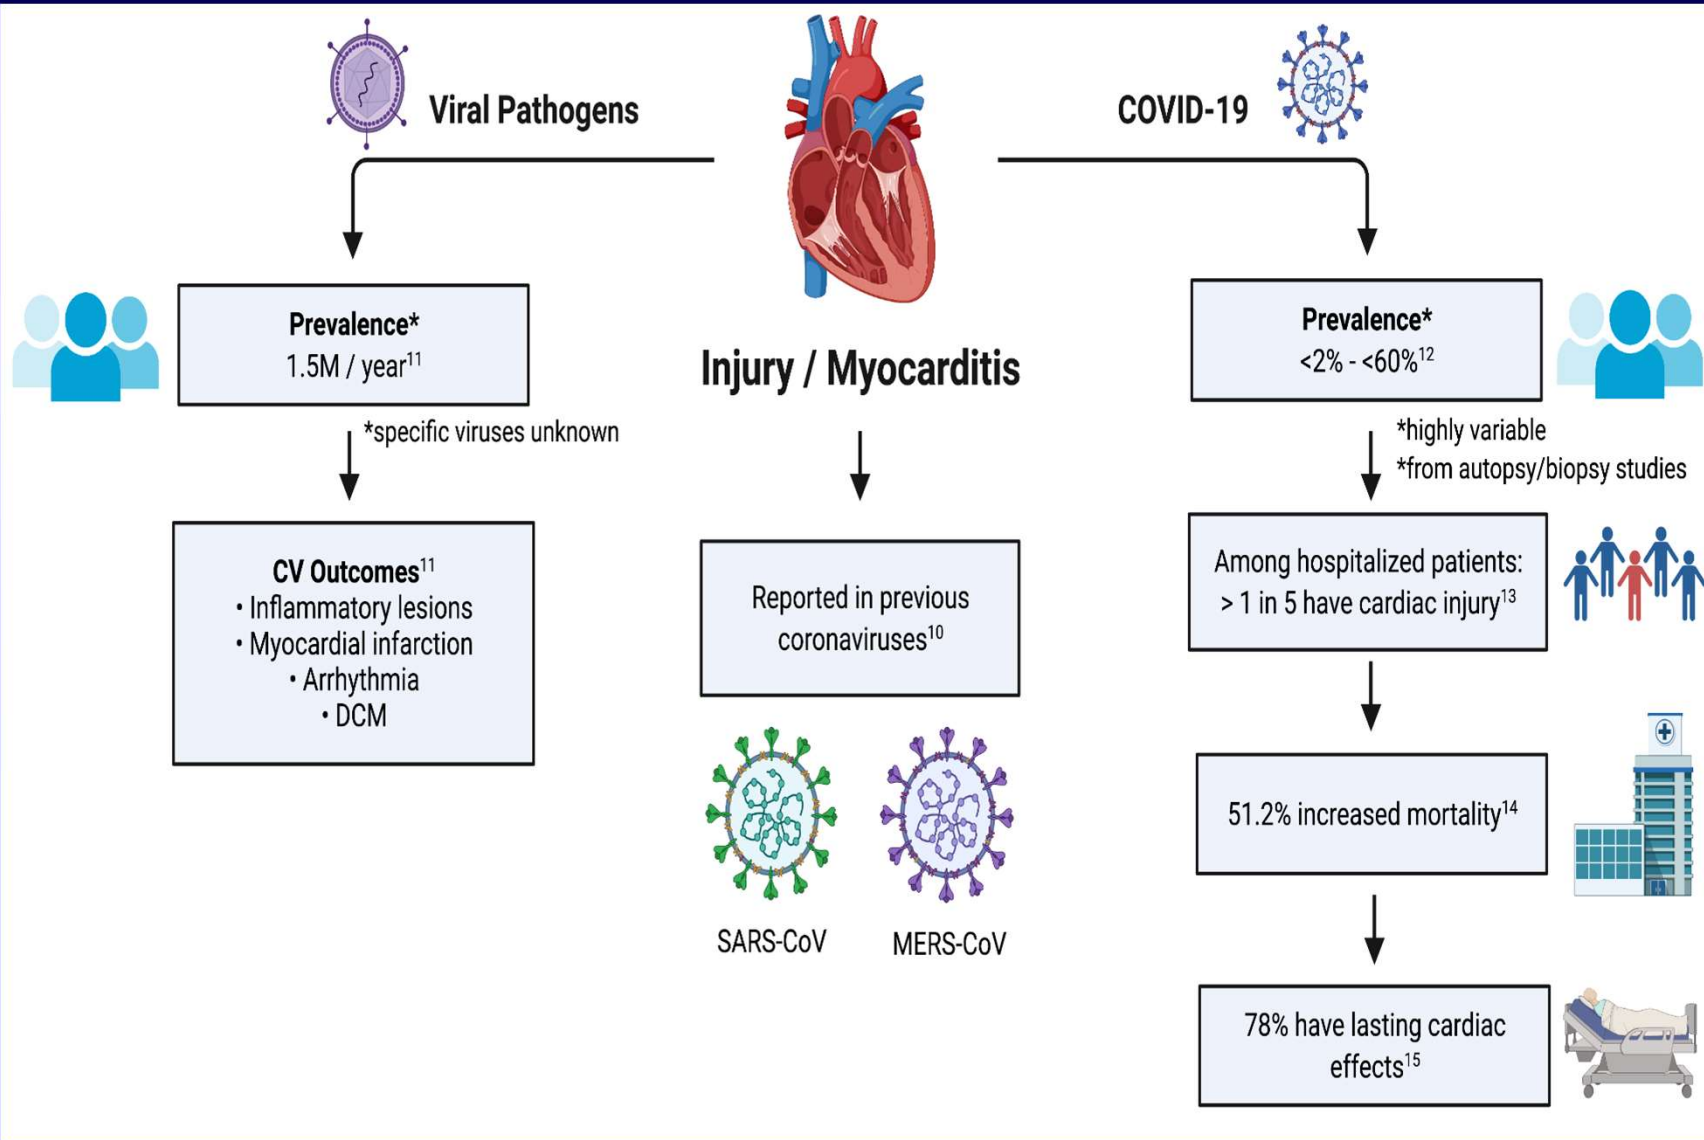 Viral Pathogens
COVID-19
Prevalence*
1.5M / year¹¹
*specific viruses unknown
CV Outcomes¹¹
• Inflammatory lesions
• Myocardial infarction
• Arrhythmia
• DCM
Injury / Myocarditis
Reported in previous
coronaviruses¹⁰
SARS-CoV
MERS-CoV
Prevalence*
<2% - <60%¹²
*highly variable
*from autopsy/biopsy studies
Among hospitalized patients:
> 1 in 5 have cardiac injury¹³
51.2% increased mortality¹⁴
78% have lasting cardiac
effects¹⁵